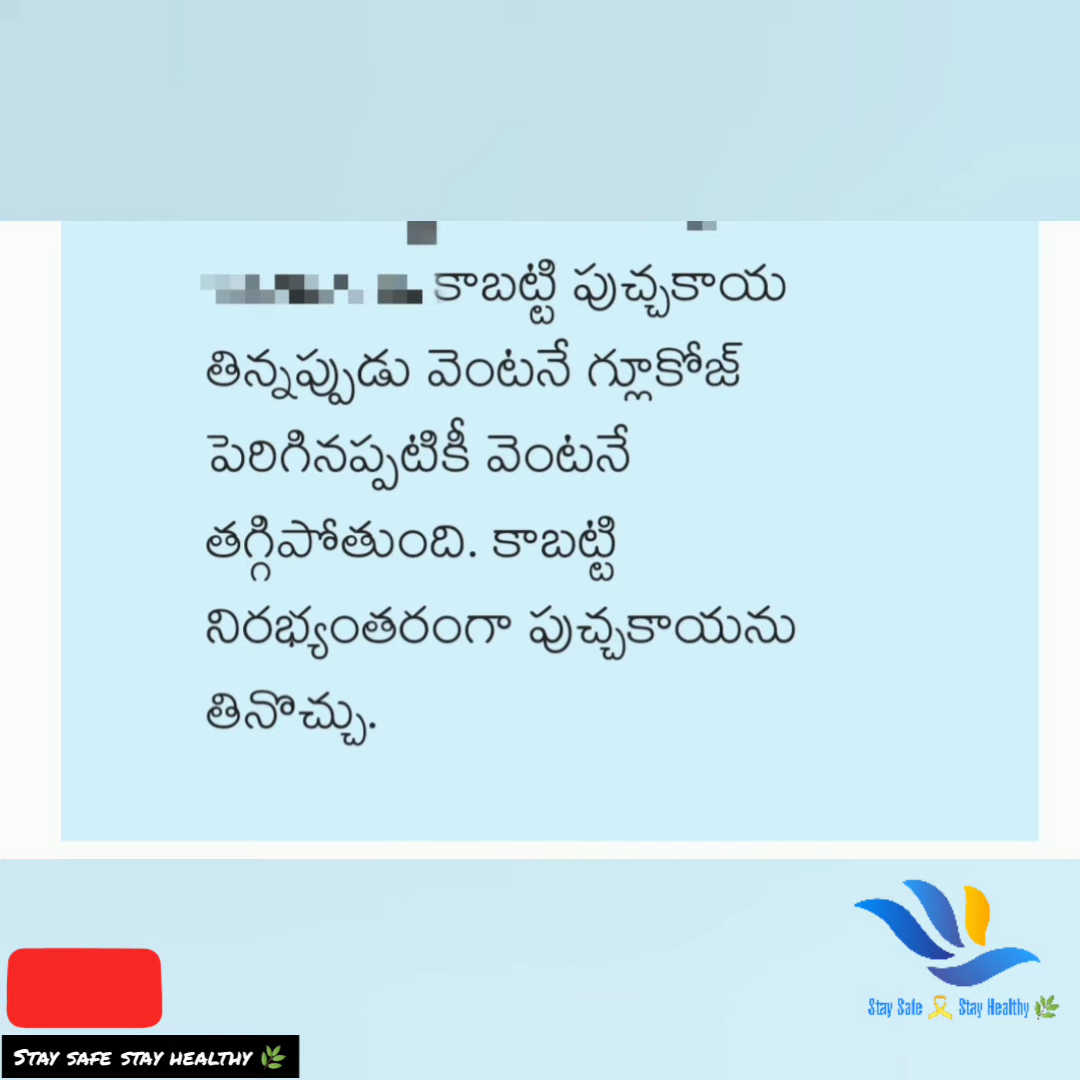 కాబట్టి పుచ్చకాయ
తిన్నప్పుడు వెంటనే గ్లూకోజ్
పెరిగినప్పటికీ వెంటనే
తగ్గిపోతుంది. కాబట్టి
నిరభ్యంతరంగా పుచ్చకాయను
తినొచ్చు.
Stay Safe 🎗 Stay Healthy 🌿
STAY SAFE STAY HEALTHY 🌿